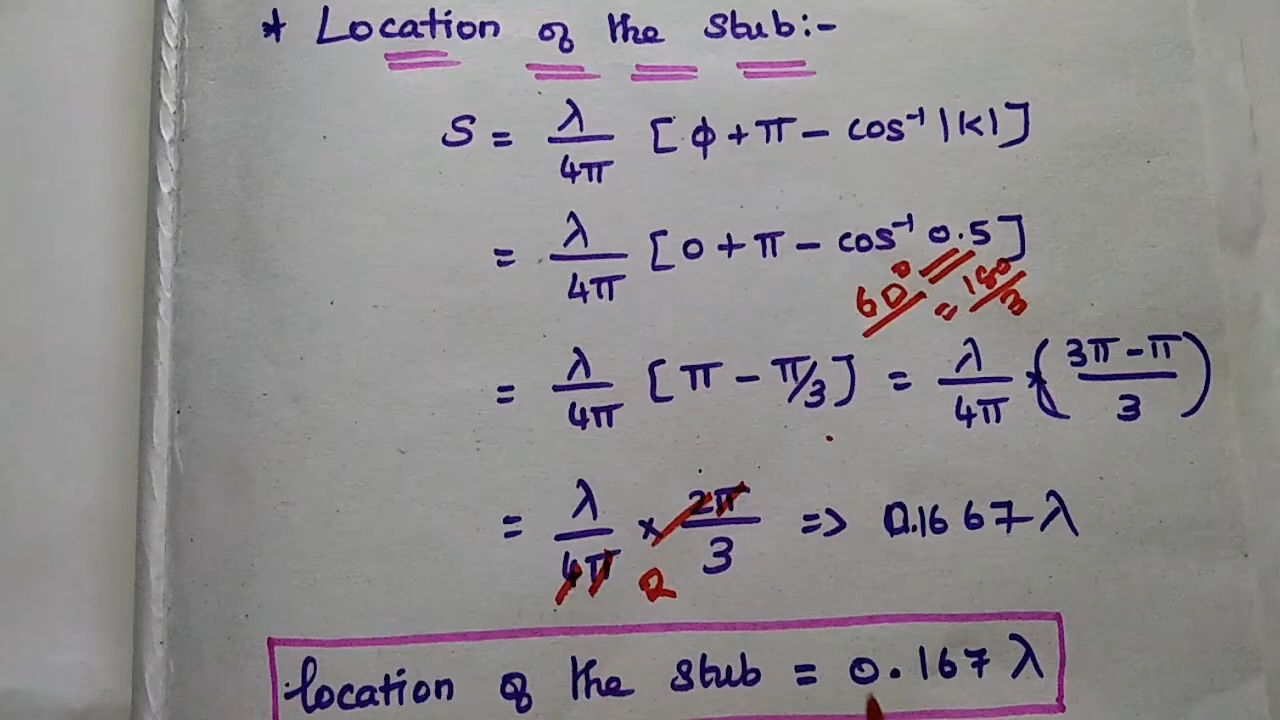 * Location of the stub:-
S = λ/4π [ϕ + π − cos⁻¹ |K|]
= λ/4π [0 + π − cos⁻¹ 0.5]
60° = 180/3
= λ/4π [π − π/3] = λ/4π × (3π − π / 3)
= λ/4π × 2π/3 => 0.1667 λ
2
location of the stub = 0.167 λ